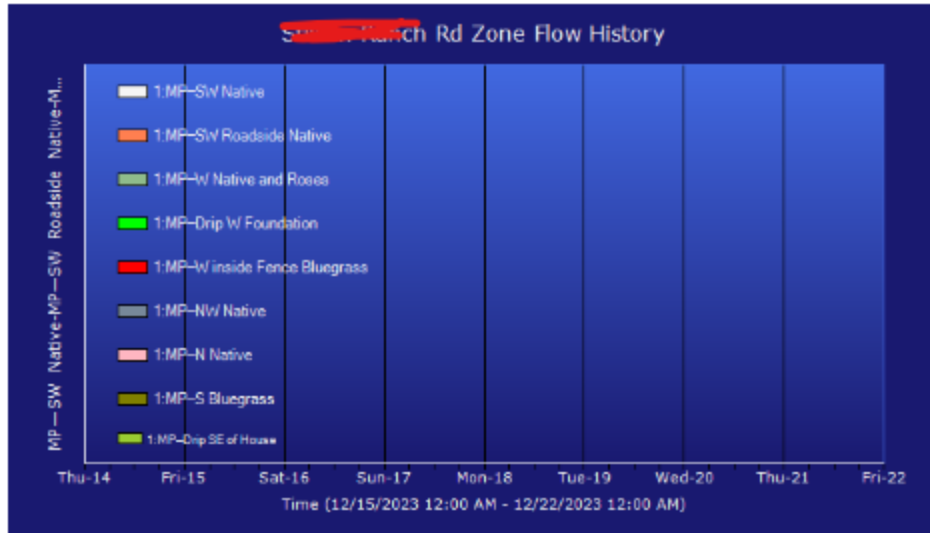 Ranch Rd Zone Flow History
MP-SW Native-MP-SW Roadside Native-M...
1:MP-SW Native
1:MP-SW Roadside Native
1:MP-W Native and Roses
1:MP-Drip W Foundation
1:MP-W inside Fence Bluegrass
1:MP-NW Native
1:MP-N Native
1:MP-S Bluegrass
1:MP-Drip SE of House
Thu-14 Fri-15 Sat-16 Sun-17 Mon-18 Tue-19 Wed-20 Thu-21 Fri-22
Time (12/15/2023 12:00 AM - 12/22/2023 12:00 AM)